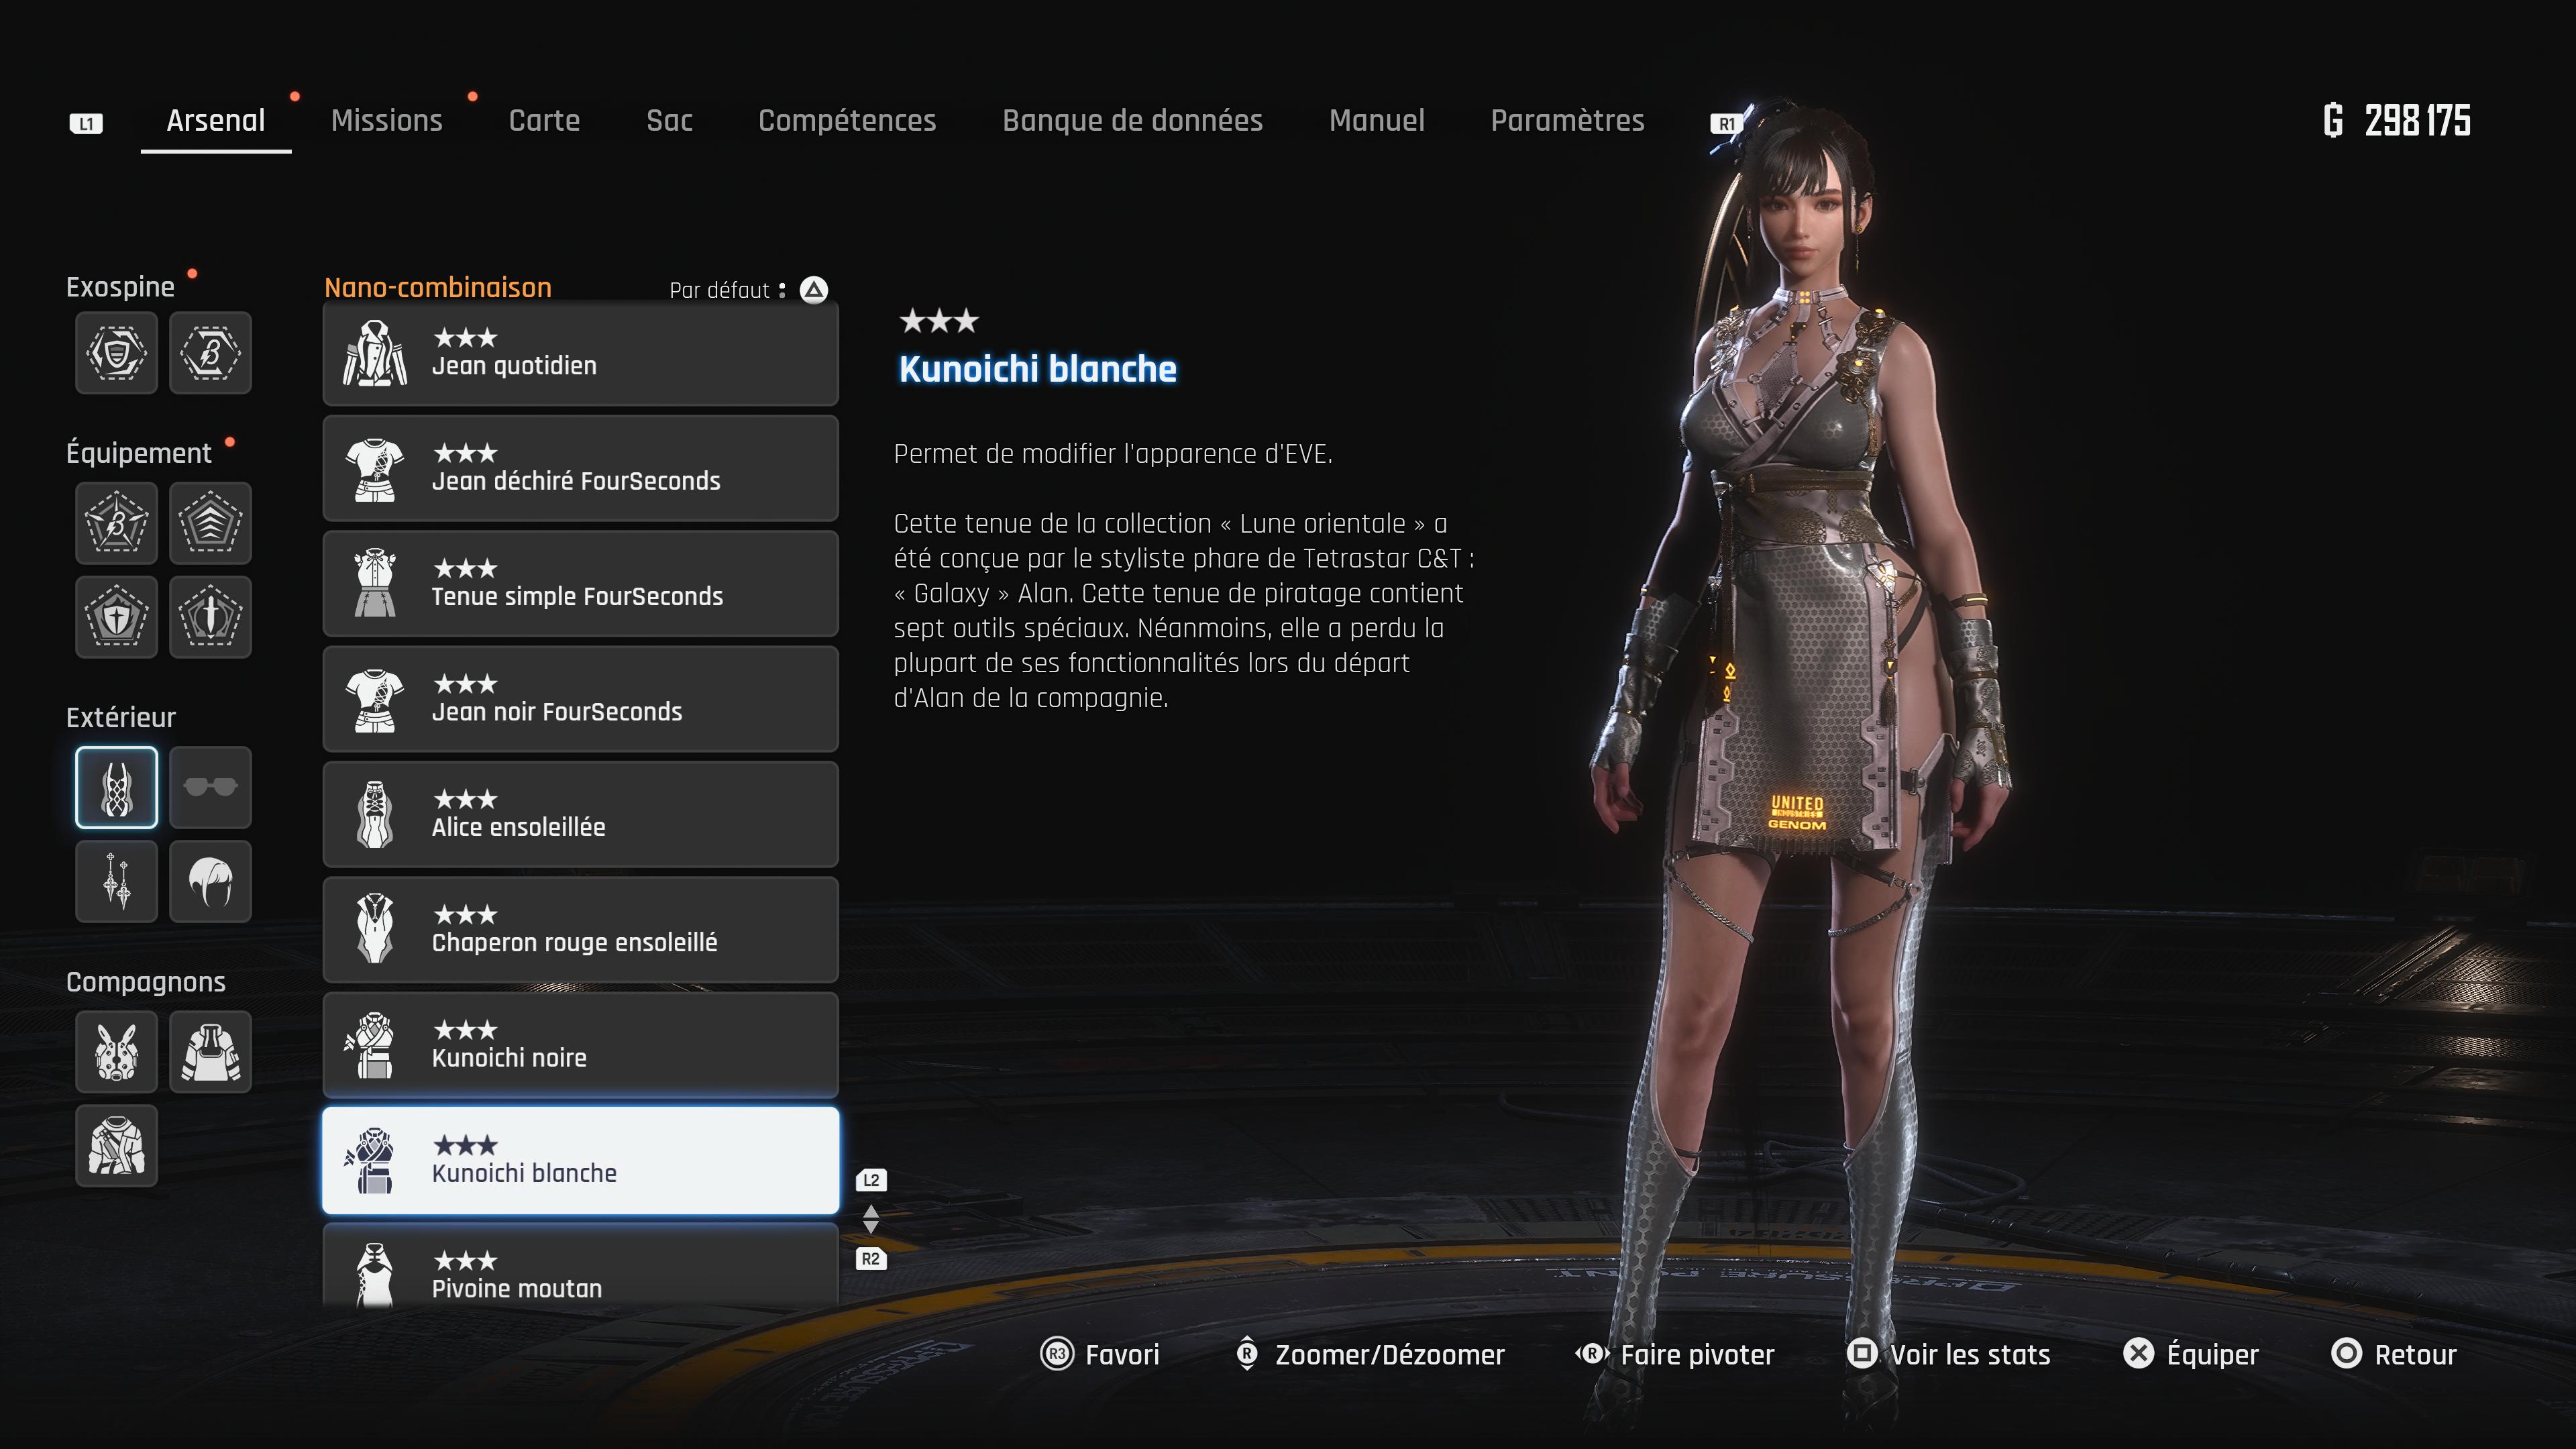 L1 Arsenal Missions Carte Sac Compétences Banque de données Manuel Paramètres R1
298 175
Exospine
Équipement
Extérieur
Compagnons
Nano-combinaison
Par défaut :
Jean quotidien
Jean déchiré FourSeconds
Tenue simple FourSeconds
Jean noir FourSeconds
Alice ensoleillée
Chaperon rouge ensoleillé
Kunoichi noire
Kunoichi blanche
Pivoine moutan
L2
R2
Kunoichi blanche
Permet de modifier l'apparence d'EVE.
Cette tenue de la collection « Lune orientale » a
été conçue par le styliste phare de Tetrastar C&T :
« Galaxy » Alan. Cette tenue de piratage contient
sept outils spéciaux. Néanmoins, elle a perdu la
plupart de ses fonctionnalités lors du départ
d'Alan de la compagnie.
UNITED
INDUSTRIES
GENOM
R3 Favori R Zoomer/Dézoomer R Faire pivoter Voir les stats Équiper Retour